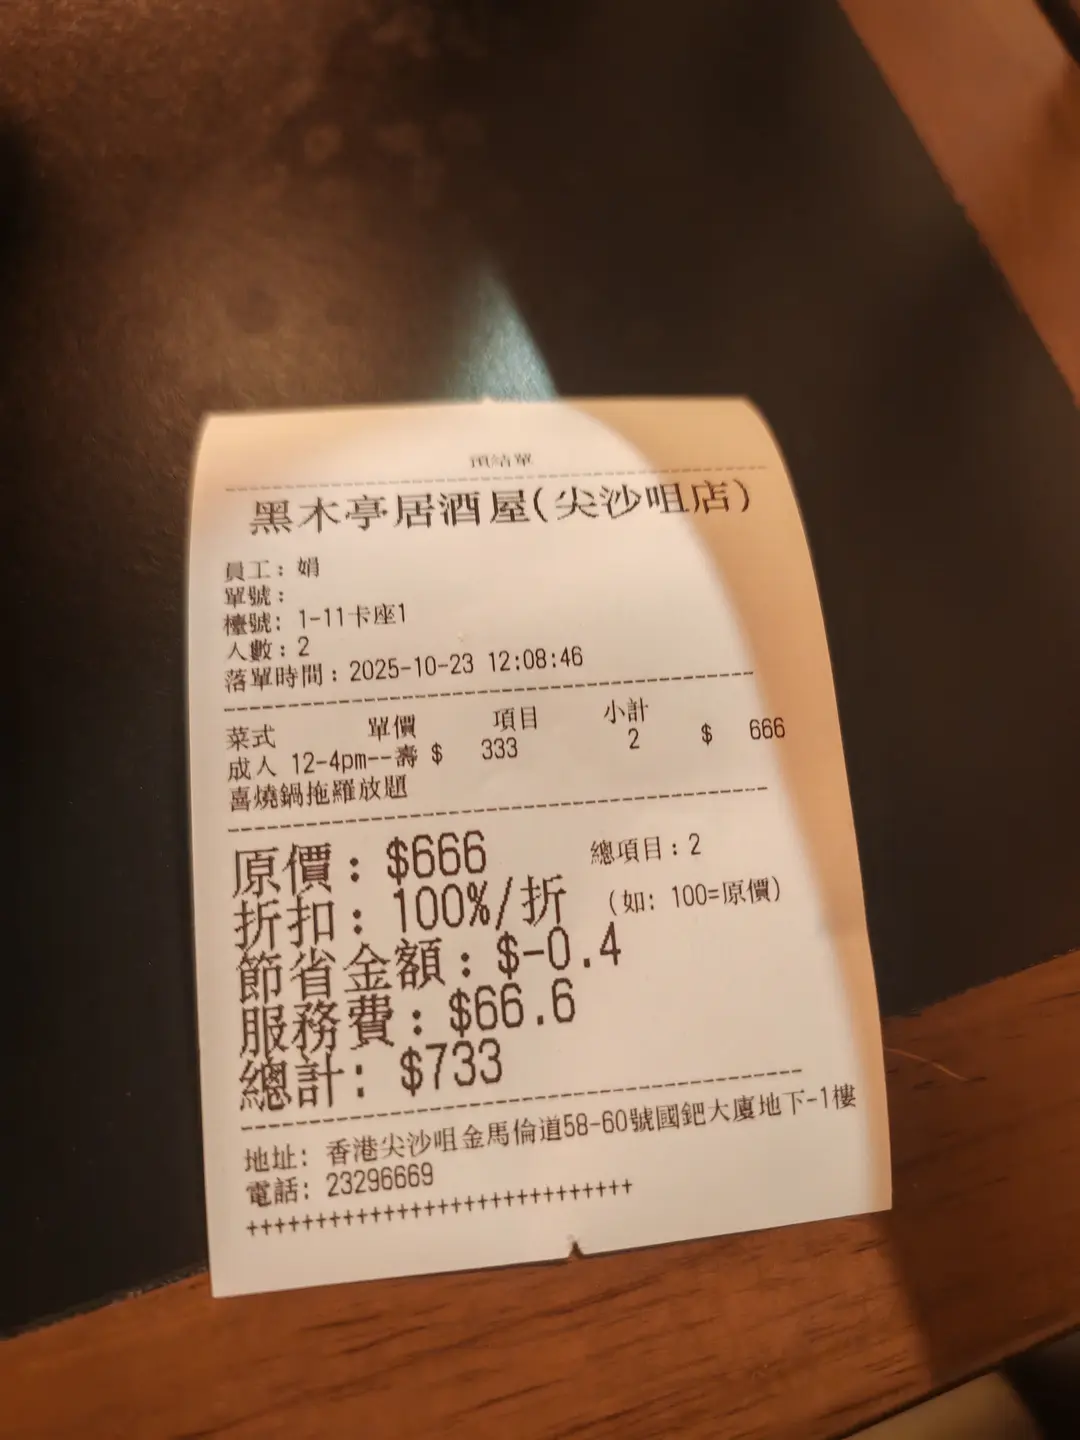 預結單
黑木亭居酒屋(尖沙咀店)
員工: 娟
單號:
檯號: 1-11卡座1
人數: 2
落單時間: 2025-10-23 12:08:46
菜式 單價 項目 小計
成人 12-4pm--壽 $ 333 2 $ 666
喜燒鍋拖羅放題
原價: $666 總項目: 2
折扣: 100%/折 (如: 100=原價)
節省金額: $-0.4
服務費: $66.6
總計: $733
地址: 香港尖沙咀金馬倫道58-60號國鈀大廈地下-1樓
電話: 23296669
++++++++++++++++++++++++++++